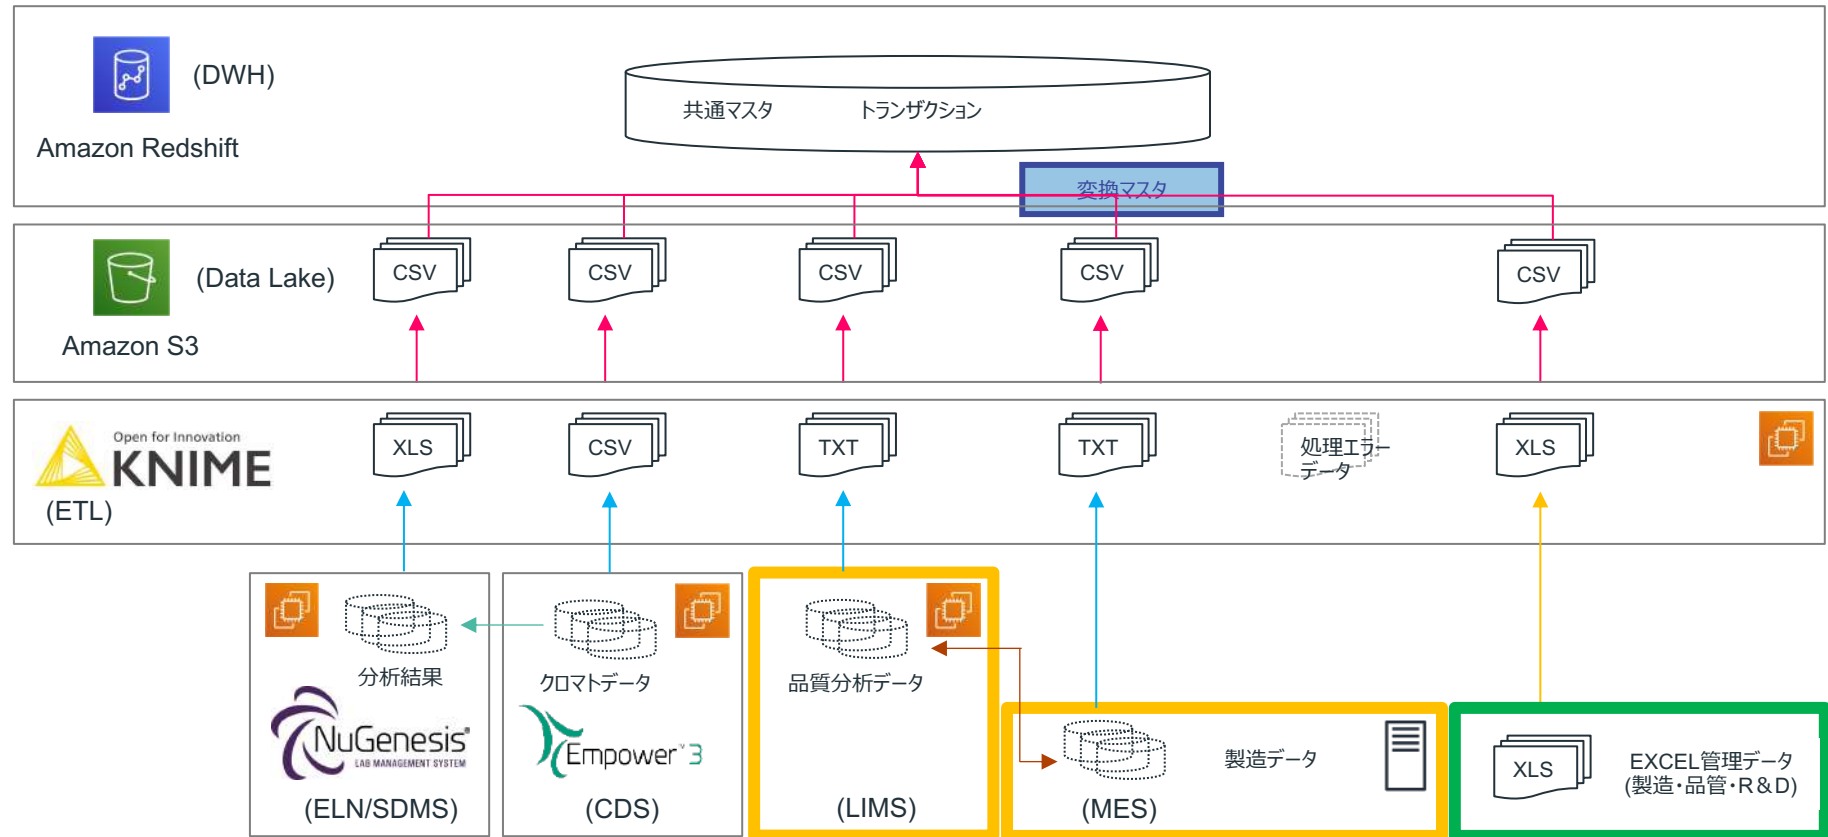 (DWH)
Amazon Redshift
共通マスタ
トランザクション
変換マスタ
(Data Lake)
Amazon S3
CSV
CSV
CSV
CSV
CSV
Open for Innovation
KNIME
(ETL)
XLS
CSV
TXT
TXT
処理エラー
データ
XLS
分析結果
NuGenesis®
LAB MANAGEMENT SYSTEM
(ELN/SDMS)
クロマトデータ
Empower™3
(CDS)
品質分析データ
(LIMS)
製造データ
(MES)
XLS
EXCEL管理データ
(製造・品管・R&D)